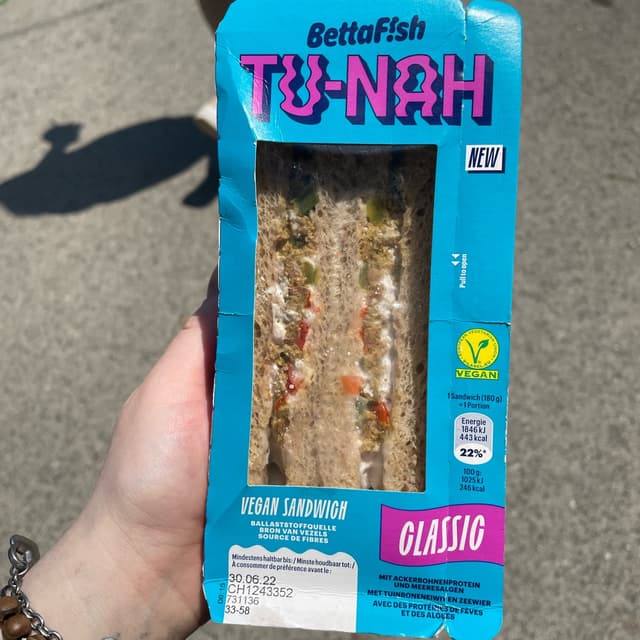 BettaF!sh
TU-NAH
NEW
Pull to open
VEGAN
1 Sandwich (180 g)
= 1 Portion
Energie
1846 kJ
443 kcal
22%*
100 g:
1025 kJ
246 kcal
VEGAN SANDWICH
BALLASTSTOFFQUELLE
BRON VAN VEZELS
SOURCE DE FIBRES
CLASSIC
Mindestens haltbar bis: / Minste houdbaar tot: /
À consommer de préférence avant le :
30.06.22
CH1243352
731136
33-58
MIT ACKERBOHNENPROTEIN
UND MEERESALGEN
MET TUINBONENEIWIT EN ZEEWIER
AVEC DES PROTÉINES DE FÈVES
ET DES ALGUES